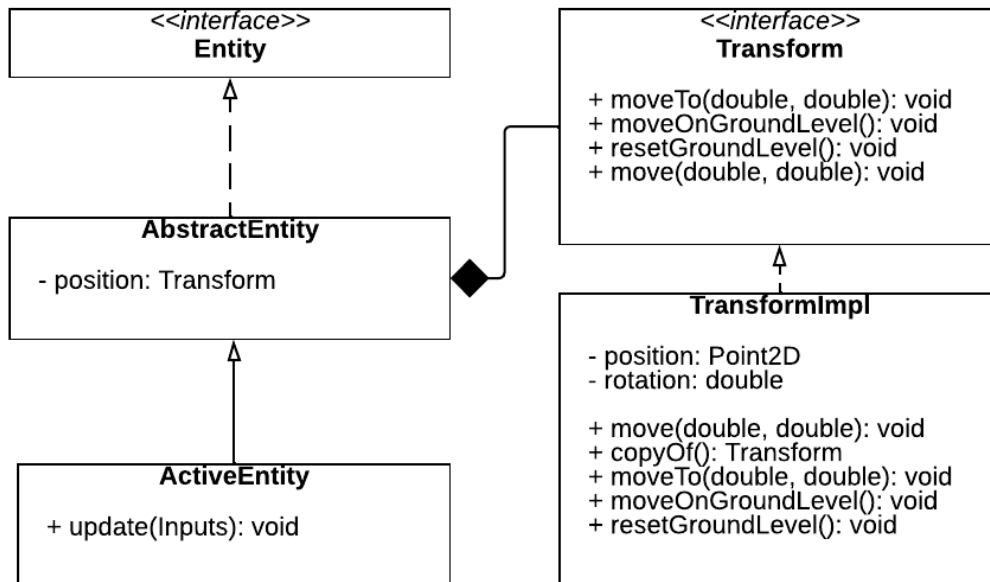 <<interface>>
Entity
<<interface>>
Transform
+ moveTo(double, double): void
+ moveOnGroundLevel(): void
+ resetGroundLevel(): void
+ move(double, double): void
AbstractEntity
- position: Transform
TransformImpl
- position: Point2D
- rotation: double
+ move(double, double): void
+ copyOf(): Transform
+ moveTo(double, double): void
+ moveOnGroundLevel(): void
+ resetGroundLevel(): void
ActiveEntity
+ update(Inputs): void